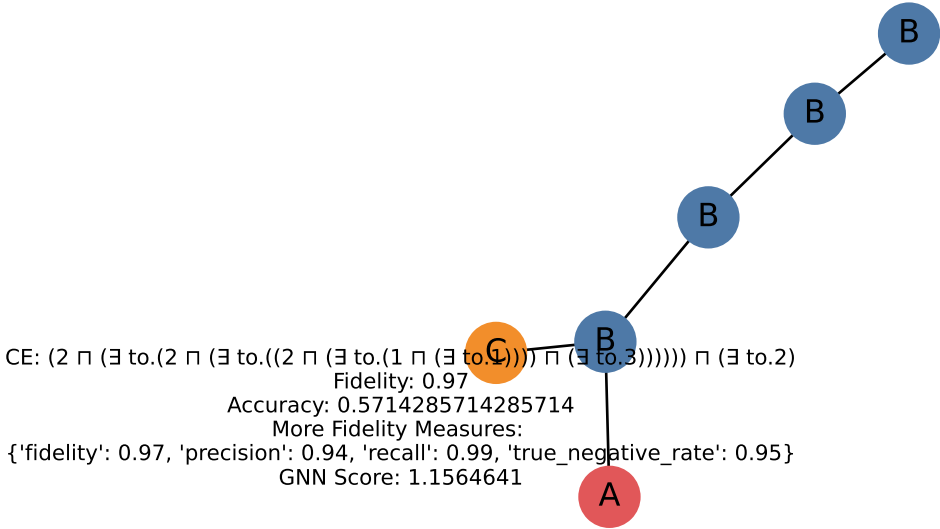 B
B
B
B
C
CE: (2 ⊓ (∃ to.(2 ⊓ (∃ to.((2 ⊓ (∃ to.(1 ⊓ (∃ to.1)))) ⊓ (∃ to.3)))))) ⊓ (∃ to.2)
Fidelity: 0.97
Accuracy: 0.5714285714285714
More Fidelity Measures:
{'fidelity': 0.97, 'precision': 0.94, 'recall': 0.99, 'true_negative_rate': 0.95}
GNN Score: 1.1564641
A